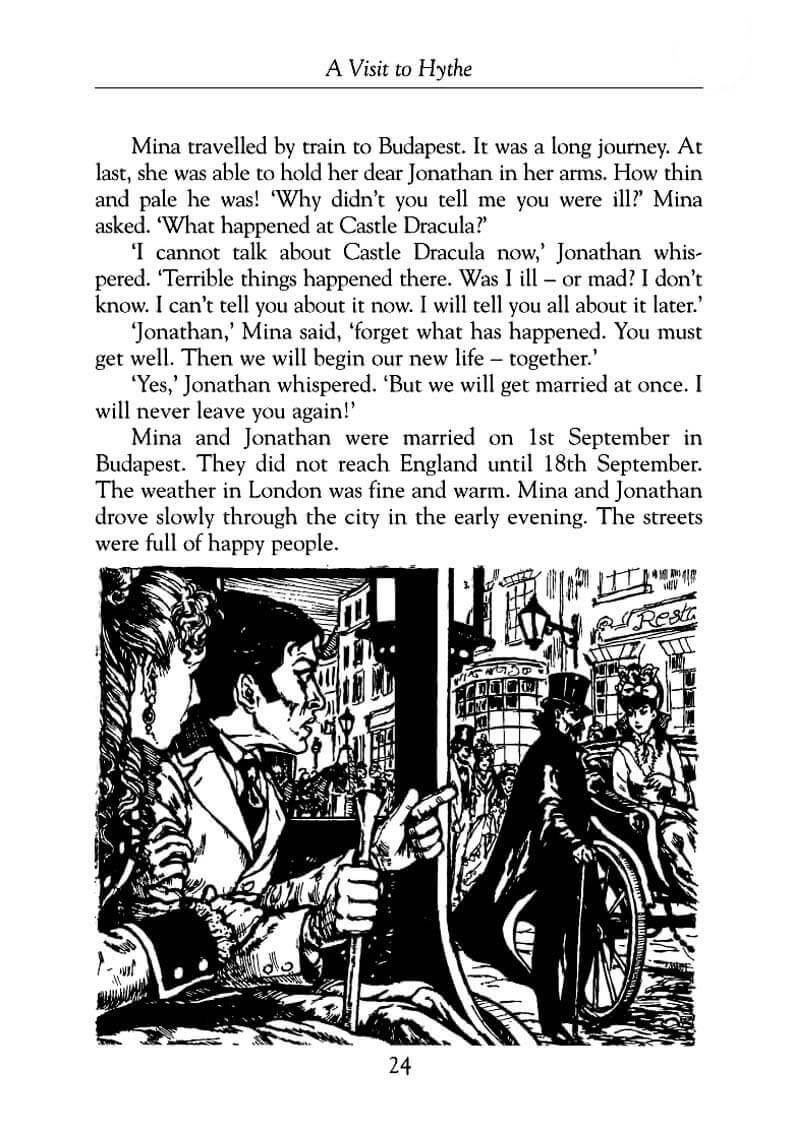 A Visit to Hythe
Mina travelled by train to Budapest. It was a long journey. At
last, she was able to hold her dear Jonathan in her arms. How thin
and pale he was! ‘Why didn’t you tell me you were ill?’ Mina
asked. ‘What happened at Castle Dracula?’
‘I cannot talk about Castle Dracula now,’ Jonathan whis-
pered. ‘Terrible things happened there. Was I ill – or mad? I don’t
know. I can’t tell you about it now. I will tell you all about it later.’
‘Jonathan,’ Mina said, ‘forget what has happened. You must
get well. Then we will begin our new life – together.’
‘Yes,’ Jonathan whispered. ‘But we will get married at once. I
will never leave you again!’
Mina and Jonathan were married on 1st September in
Budapest. They did not reach England until 18th September.
The weather in London was fine and warm. Mina and Jonathan
drove slowly through the city in the early evening. The streets
were full of happy people.
Resta
24